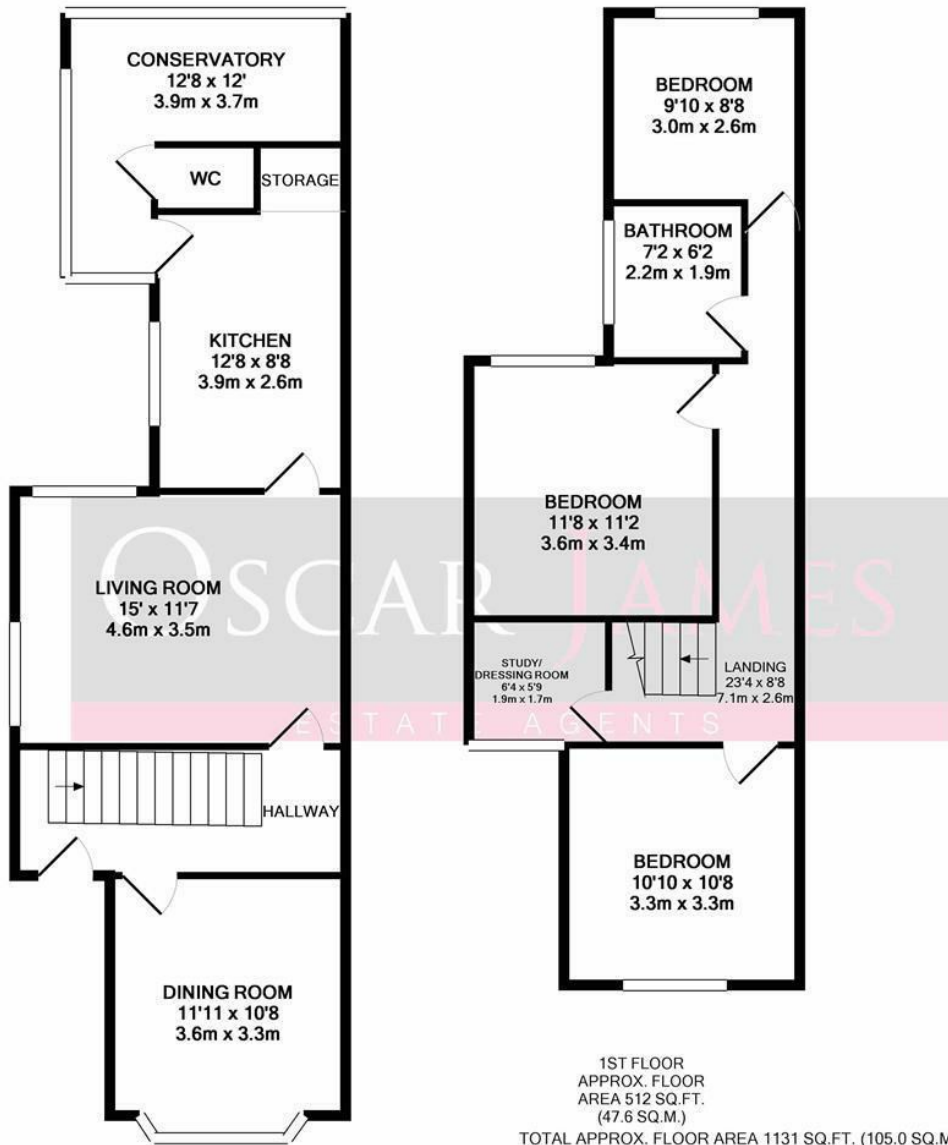 CONSERVATORY
12'8 x 12'
3.9m x 3.7m
WC
STORAGE
KITCHEN
12'8 x 8'8
3.9m x 2.6m
LIVING ROOM
15' x 11'7
4.6m x 3.5m
HALLWAY
DINING ROOM
11'11 x 10'8
3.6m x 3.3m
BEDROOM
9'10 x 8'8
3.0m x 2.6m
BATHROOM
7'2 x 6'2
2.2m x 1.9m
BEDROOM
11'8 x 11'2
3.6m x 3.4m
STUDY/
DRESSING ROOM
6'4 x 5'9
1.9m x 1.7m
LANDING
23'4 x 8'8
7.1m x 2.6m
BEDROOM
10'10 x 10'8
3.3m x 3.3m
OSCAR JAMES
ESTATE AGENTS
1ST FLOOR
APPROX. FLOOR
AREA 512 SQ.FT.
(47.6 SQ.M.)
TOTAL APPROX. FLOOR AREA 1131 SQ.FT. (105.0 SQ.M